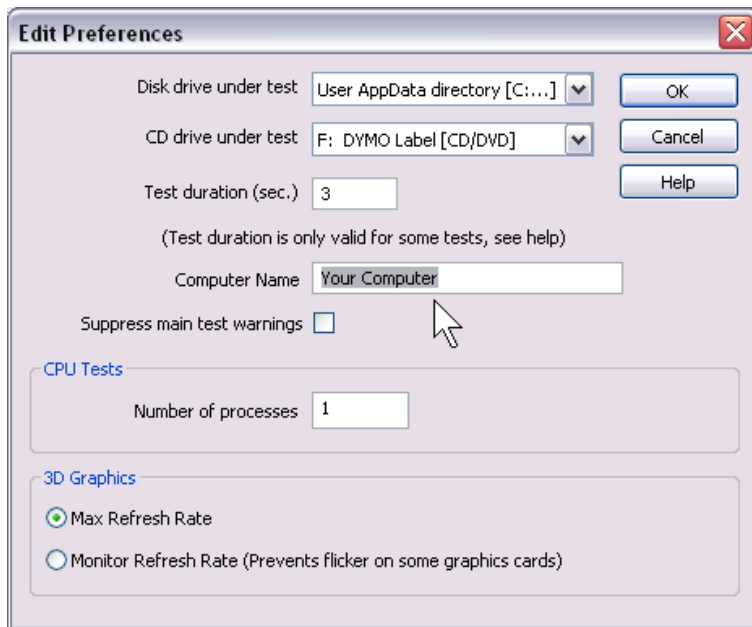 Edit Preferences
Disk drive under test User AppData directory [C:...] OK
CD drive under test F: DYMO Label [CD/DVD] Cancel
Test duration (sec.) 3 Help
(Test duration is only valid for some tests, see help)
Computer Name Your Computer
Suppress main test warnings
CPU Tests
Number of processes 1
3D Graphics
Max Refresh Rate
Monitor Refresh Rate (Prevents flicker on some graphics cards)